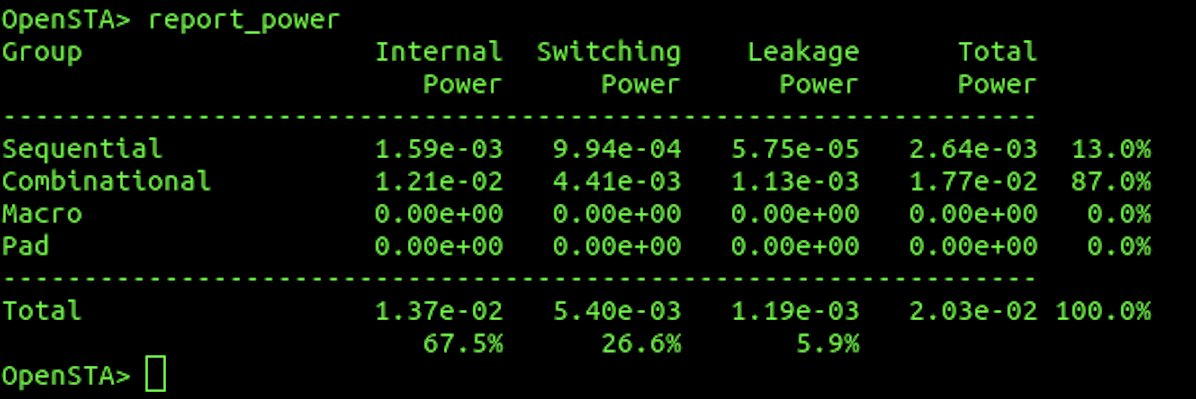 OpenSTA> report_power
Group Internal Switching Leakage Total
Power Power Power Power
-----------------------------------------------------------------
Sequential 1.59e-03 9.94e-04 5.75e-05 2.64e-03 13.0%
Combinational 1.21e-02 4.41e-03 1.13e-03 1.77e-02 87.0%
Macro 0.00e+00 0.00e+00 0.00e+00 0.00e+00 0.0%
Pad 0.00e+00 0.00e+00 0.00e+00 0.00e+00 0.0%
-----------------------------------------------------------------
Total 1.37e-02 5.40e-03 1.19e-03 2.03e-02 100.0%
67.5% 26.6% 5.9%
OpenSTA>